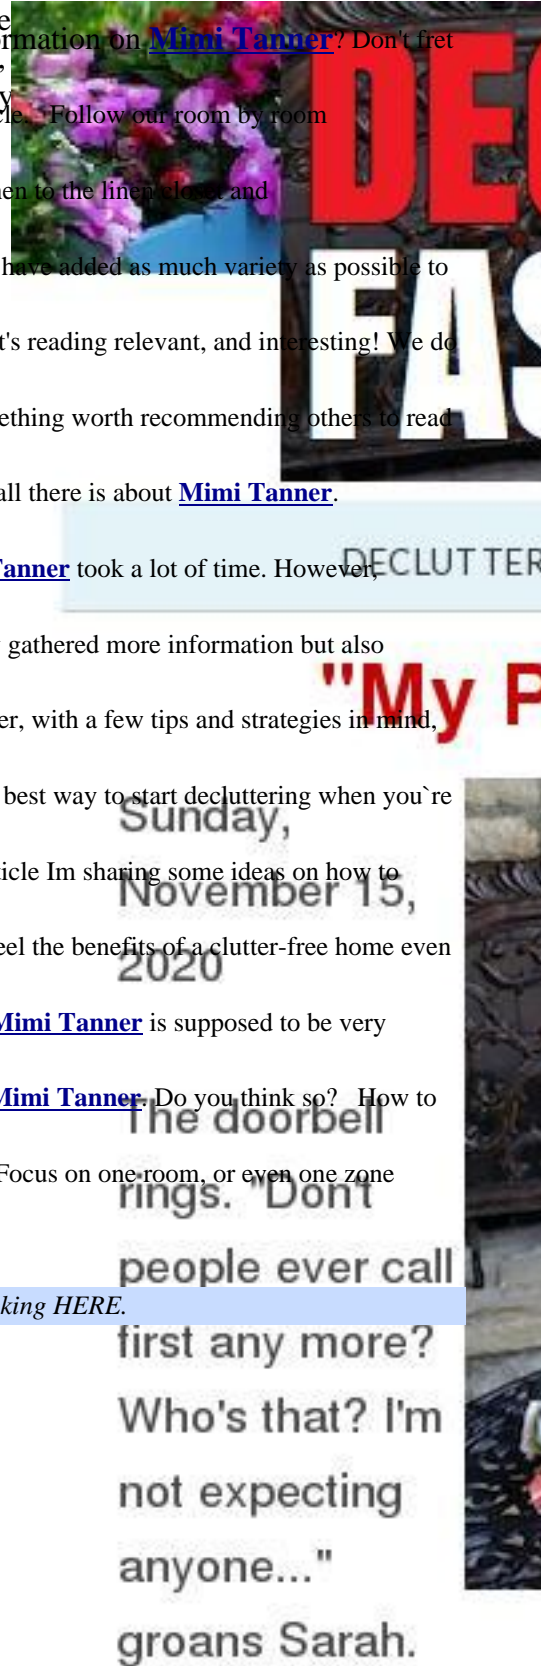 e
rmation on Mimi Tanner? Don't fret
,
y
cle. Follow our room by room
en to the linen closet and
have added as much variety as possible to
t's reading relevant, and interesting! We do
ething worth recommending others to read
all there is about Mimi Tanner.
Tanner took a lot of time. However,
gathered more information but also
er, with a few tips and strategies in mind,
best way to start decluttering when you`re
ticle Im sharing some ideas on how to
eel the benefits of a clutter-free home even
Mimi Tanner is supposed to be very
Mimi Tanner. Do you think so? How to
Focus on one room, or even one zone
king HERE.
DEC
FAS
DECLUTTER
"My P
Sunday,
November 15,
2020
The doorbell
rings. "Don't
people ever call
first any more?
Who's that? I'm
not expecting
anyone..."
groans Sarah.